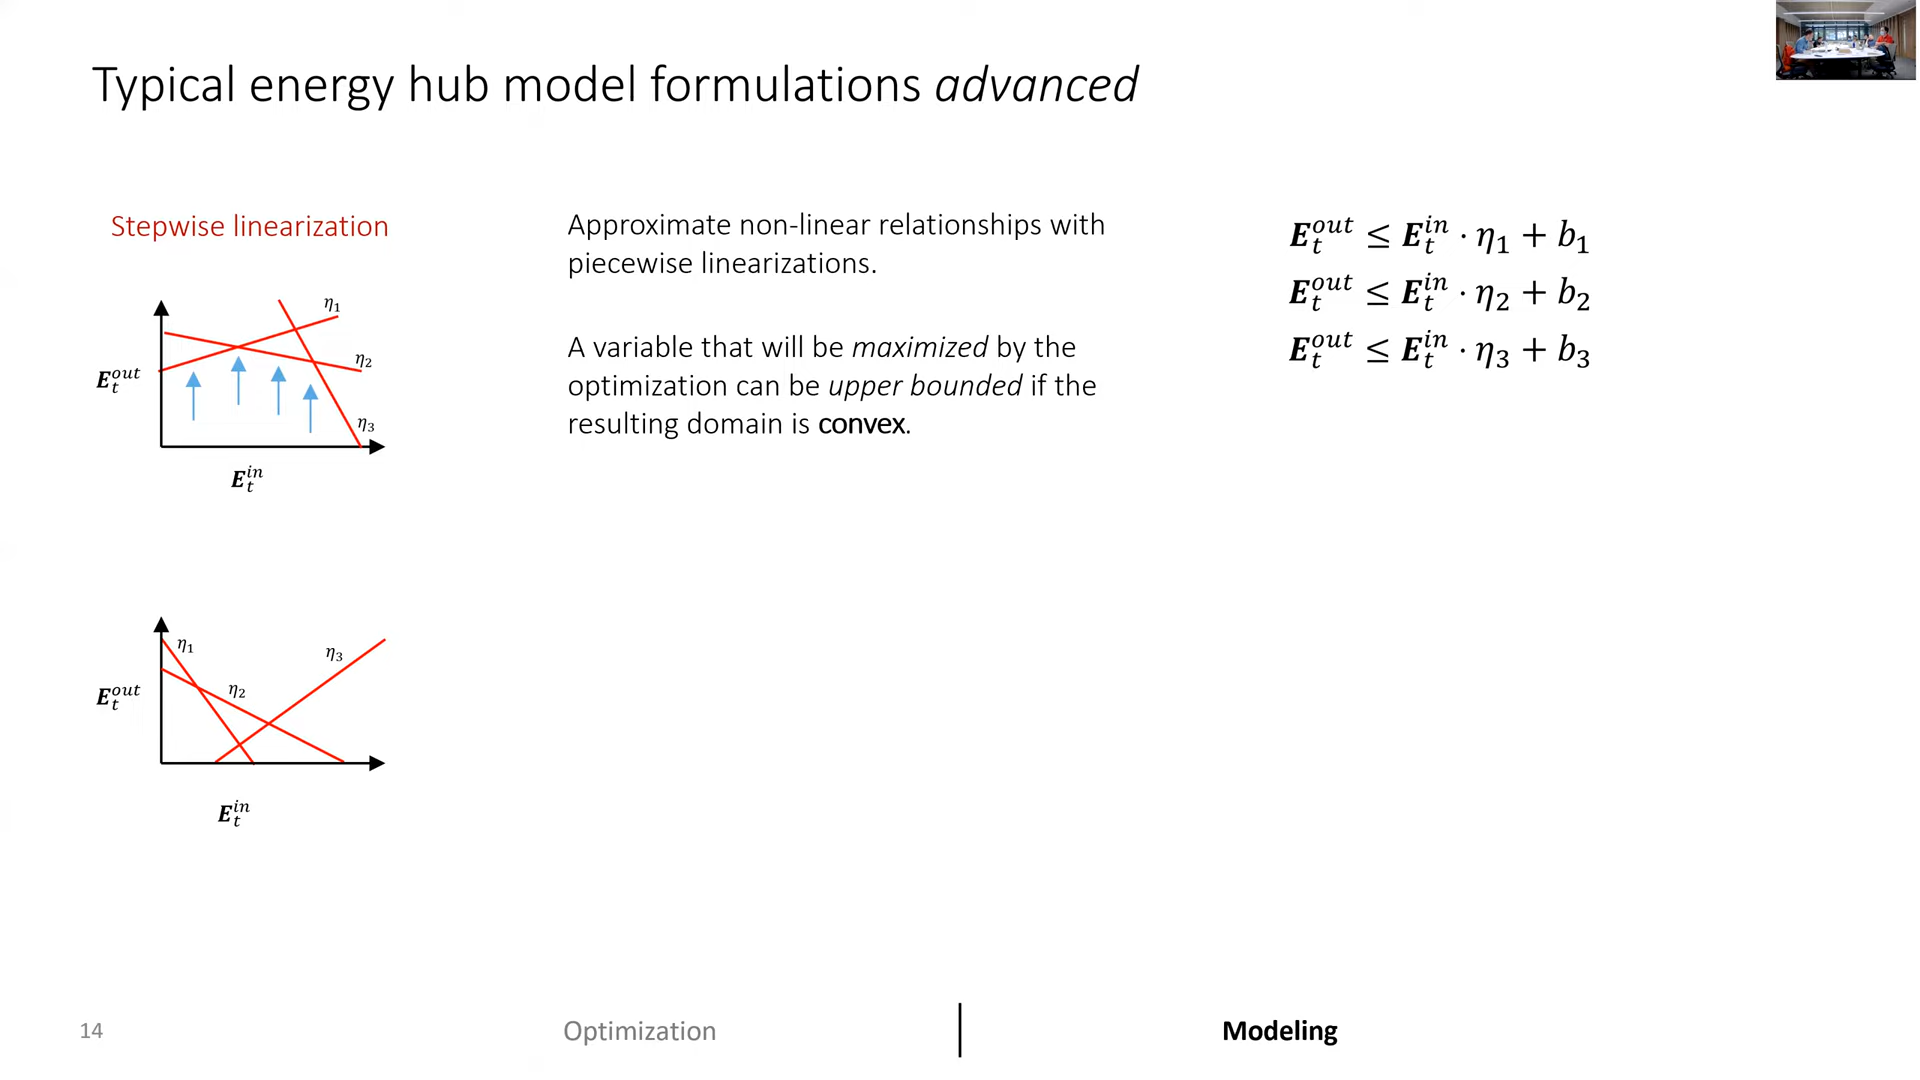 Typical energy hub model formulations advanced
Stepwise linearization
η₁
η₂
η₃
E_t^out
E_t^in
Approximate non-linear relationships with
piecewise linearizations.
A variable that will be maximized by the
optimization can be upper bounded if the
resulting domain is convex.
E_t^out ≤ E_t^in · η₁ + b₁
E_t^out ≤ E_t^in · η₂ + b₂
E_t^out ≤ E_t^in · η₃ + b₃
η₁
η₂
η₃
E_t^out
E_t^in
14
Optimization
Modeling